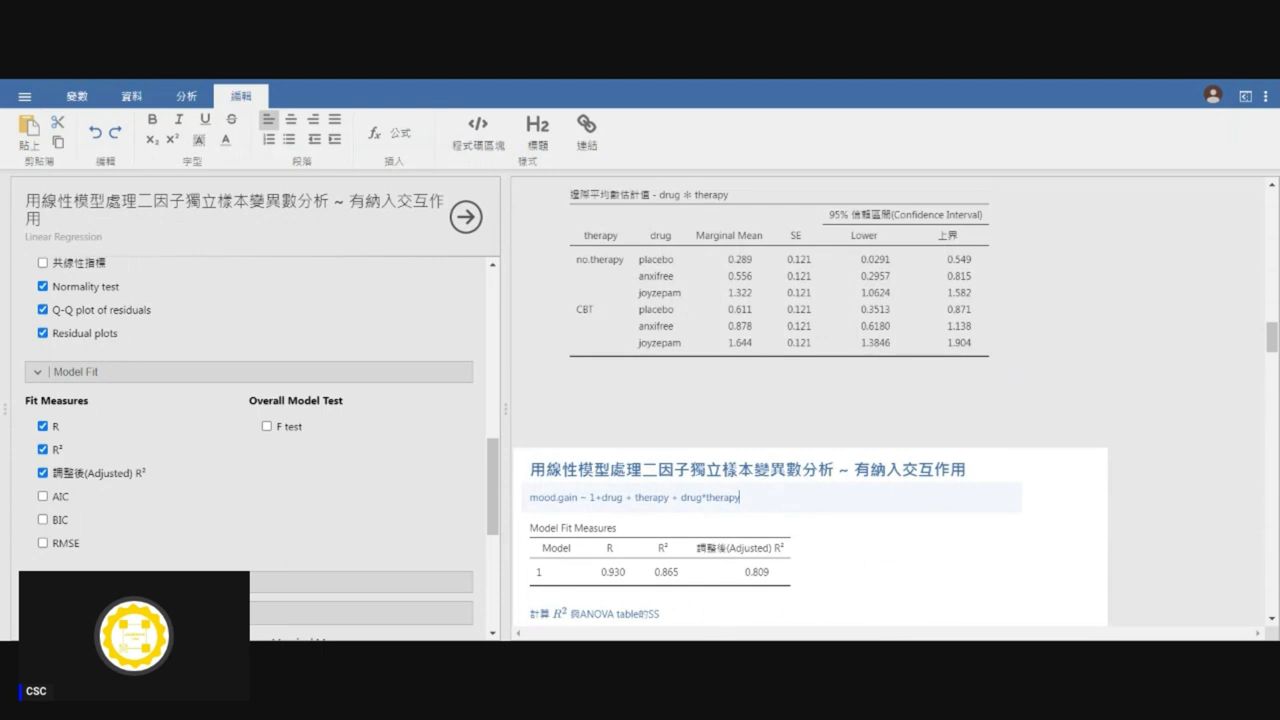 變數 資料 分析 編輯
貼上
剪貼簿
編輯
B I U S
X₂ X² A A
字型
段落
fx 公式
插入
</> H2
程式碼區塊 標題 連結
樣式
用線性模型處理二因子獨立樣本變異數分析 ~ 有納入交互作
用
Linear Regression
共線性指標
Normality test
Q-Q plot of residuals
Residual plots
Model Fit
Fit Measures Overall Model Test
R F test
R²
調整後(Adjusted) R²
AIC
BIC
RMSE
CSC
邊際平均數估計值 - drug ✻ therapy
95% 信賴區間(Confidence Interval)
therapy drug Marginal Mean SE Lower 上界
no.therapy placebo 0.289 0.121 0.0291 0.549
anxifree 0.556 0.121 0.2957 0.815
joyzepam 1.322 0.121 1.0624 1.582
CBT placebo 0.611 0.121 0.3513 0.871
anxifree 0.878 0.121 0.6180 1.138
joyzepam 1.644 0.121 1.3846 1.904
用線性模型處理二因子獨立樣本變異數分析 ~ 有納入交互作用
mood.gain ~ 1+drug + therapy + drug*therapy
Model Fit Measures
Model R R² 調整後(Adjusted) R²
1 0.930 0.865 0.809
計算 R² 與ANOVA table的SS